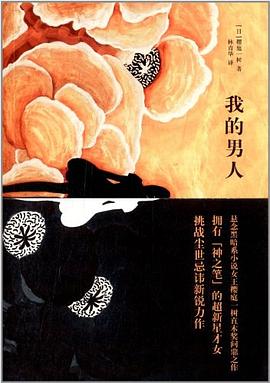 [日]樱庭一树 著
林青华 译
我的男人
悬念黑暗系小说女王樱庭一树直木奖问鼎之作
拥有「神之笔」的超新星才女
挑战尘世忌讳新锐力作